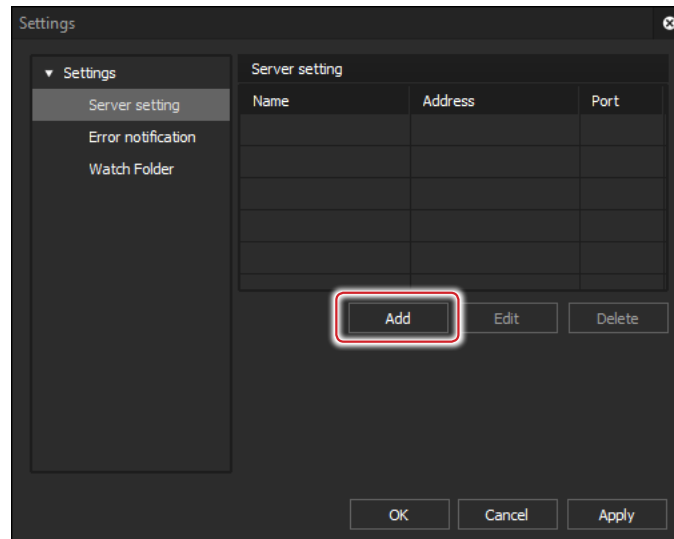 Settings
Settings
Server setting
Error notification
Watch Folder
Server setting
Name Address Port
Add Edit Delete
OK Cancel Apply